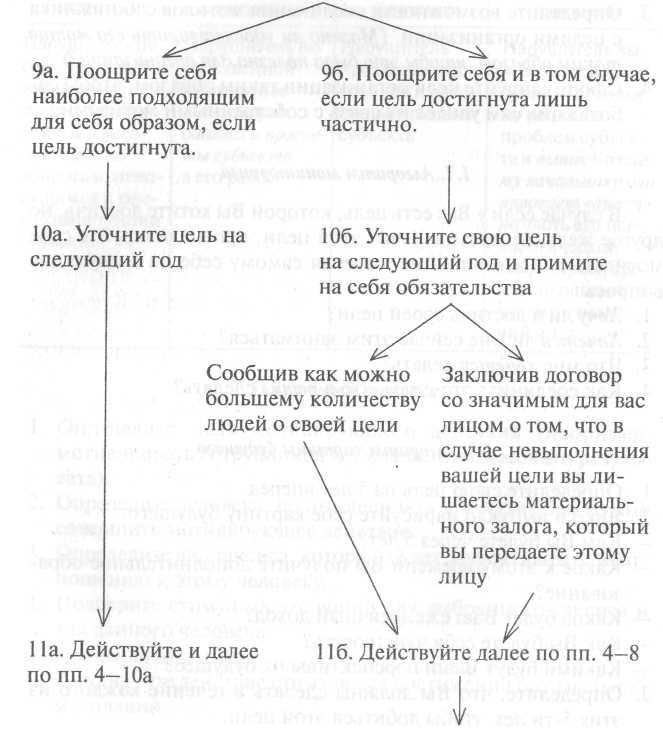 9а. Поощрите себя
наиболее подходящим
для себя образом, если
цель достигнута.
9б. Поощрите себя и в том случае,
если цель достигнута лишь
частично.
10а. Уточните цель на
следующий год
10б. Уточните свою цель
на следующий год и примите
на себя обязательства
Сообщив как можно
большему количеству
людей о своей цели
Заключив договор
со значимым для вас
лицом о том, что в
случае невыполнения
вашей цели вы ли-
шаетесь материаль-
ного залога, который
вы передаете этому
лицу
11а. Действуйте и далее
по пп. 4–10а
11б. Действуйте далее по пп. 4–8